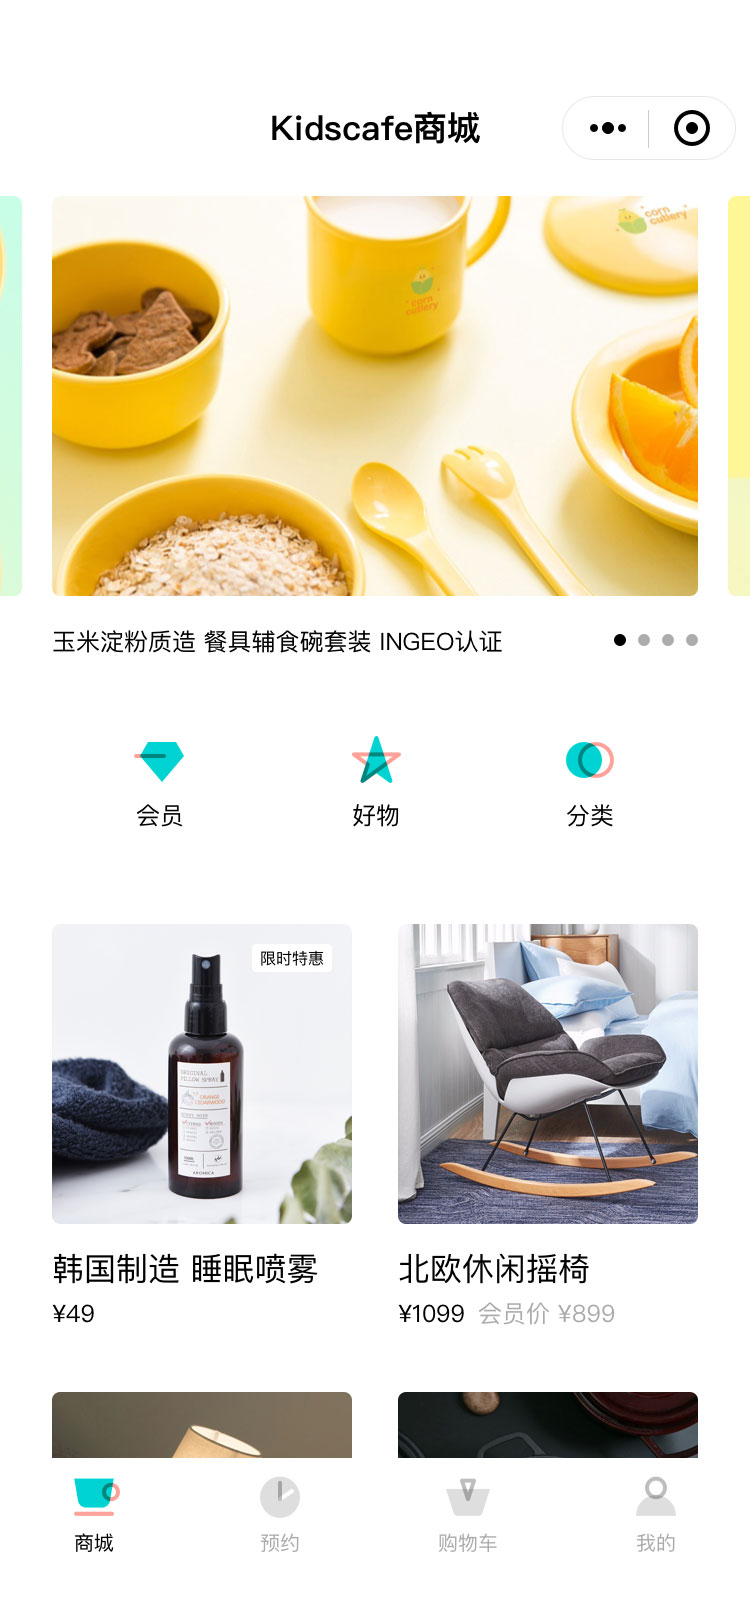 Kidscafe商城
corn
cutlery
corn
cutlery
玉米淀粉质造 餐具辅食碗套装 INGEO认证
会员
好物
分类
限时特惠
ORIGINAL
PILLOW SPRAY
ORANGE
CEDARWOOD
AROMICA
韩国制造 睡眠喷雾
¥49
北欧休闲摇椅
¥1099 会员价 ¥899
商城
预约
购物车
我的